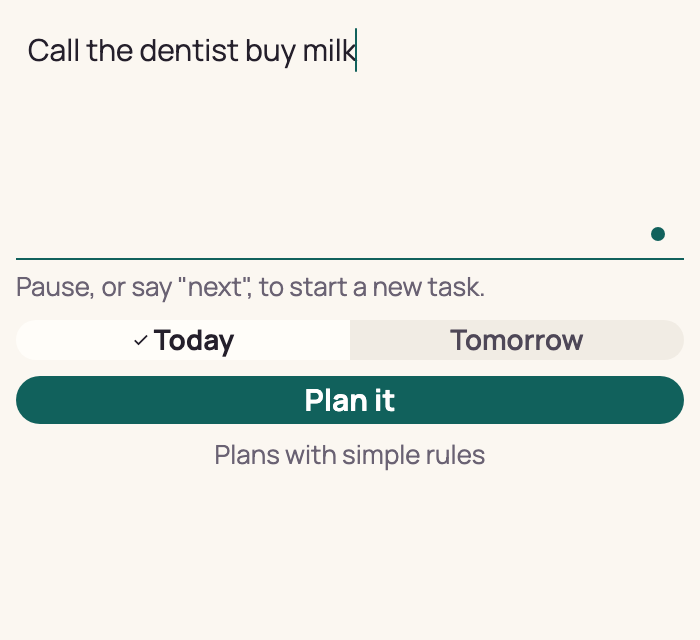 Call the dentist buy milk
Pause, or say "next", to start a new task.
✓ Today
Tomorrow
Plan it
Plans with simple rules